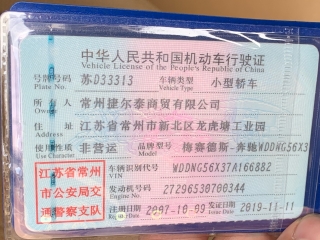 中华人民共和国机动车行驶证
Vehicle License of the People's Republic of China
号牌号码 苏D33313 车辆类型 小型轿车
Plate No. Vehicle Type
所有人 常州捷尔泰商贸有限公司
Owner
住址 江苏省常州市新北区龙虎塘工业园
Address
使用性质 非营运 品牌型号 梅赛德斯-奔驰WDDNG56X3
Use Character Model
江苏省常州市公安局交通警察支队
车辆识别代号 WDDNG56X37A166882
VIN
发动机号码 27296530700344
Engine No.
注册日期 发证日期 2019-11-11
Register Date Issue Date